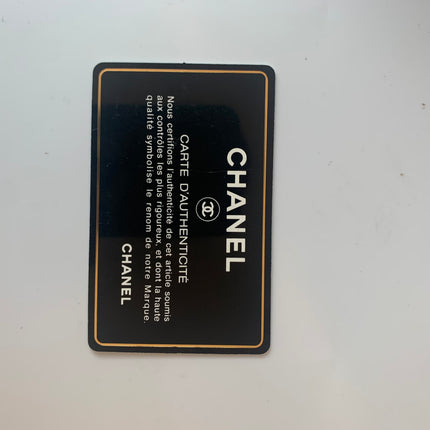 CHANEL
CARTE D'AUTHENTICITÉ
Nous certifions l'authenticité de cet article soumis
aux contrôles les plus rigoureux, et dont la haute
qualité symbolise le renom de notre Marque.
CHANEL